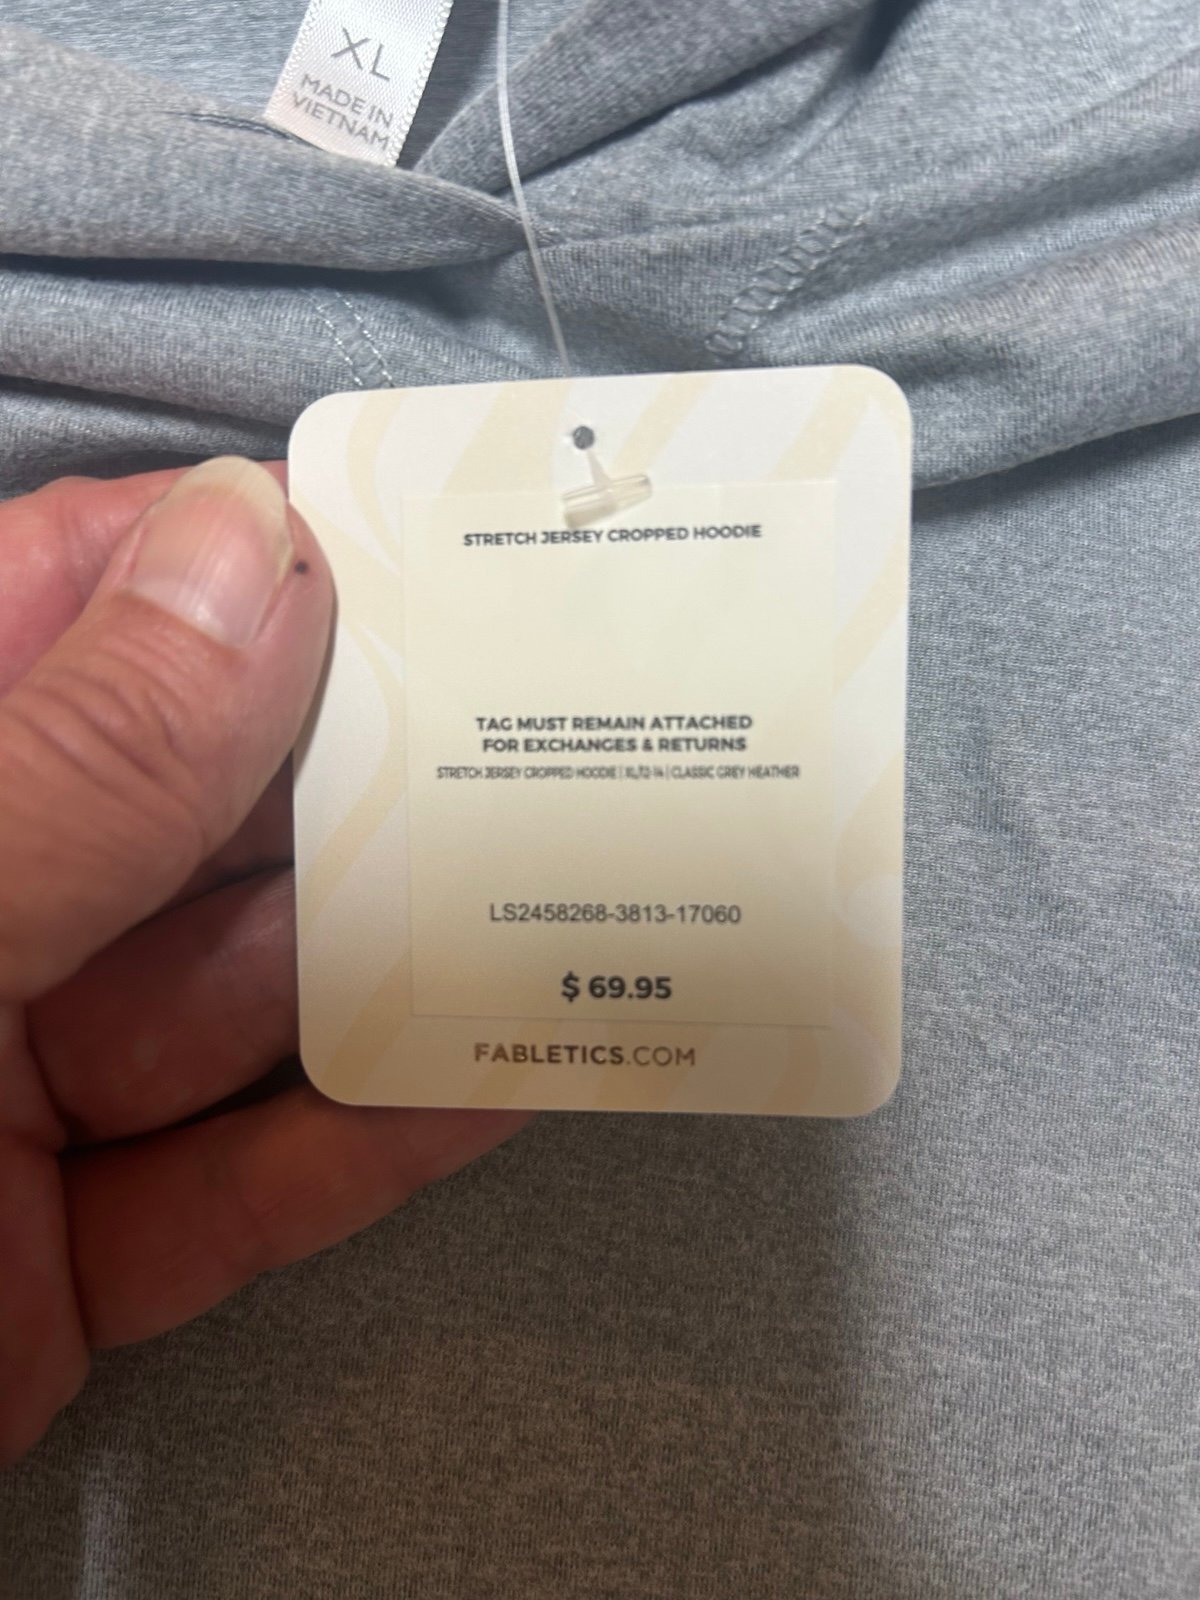 XL
MADE IN
VIETNAM
STRETCH JERSEY CROPPED HOODIE
TAG MUST REMAIN ATTACHED
FOR EXCHANGES & RETURNS
STRETCH JERSEY CROPPED HOODIE | XL/12-14 | CLASSIC GREY HEATHER
LS2458268-3813-17060
$ 69.95
FABLETICS.COM